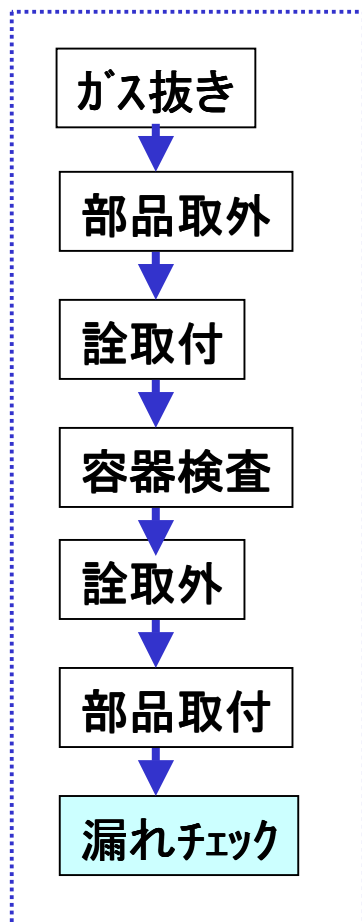 ｶﾞｽ抜き
部品取外
詮取付
容器検査
詮取外
部品取付
漏れﾁｪｯｸ